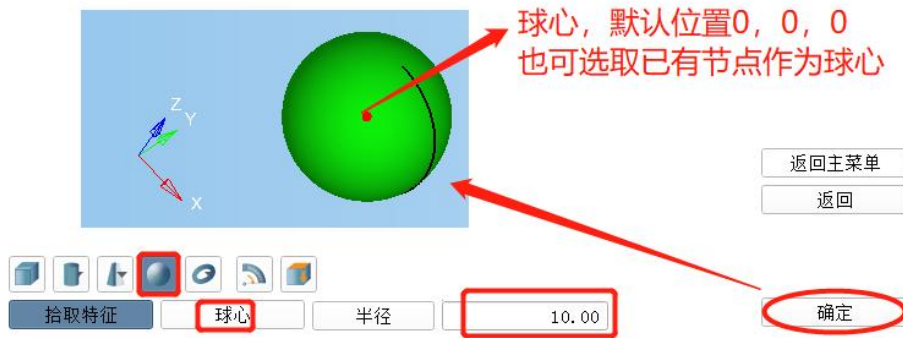 球心，默认位置0，0，0
也可选取已有节点作为球心
Z
Y
X
返回主菜单
返回
拾取特征 球心 半径 10.00 确定